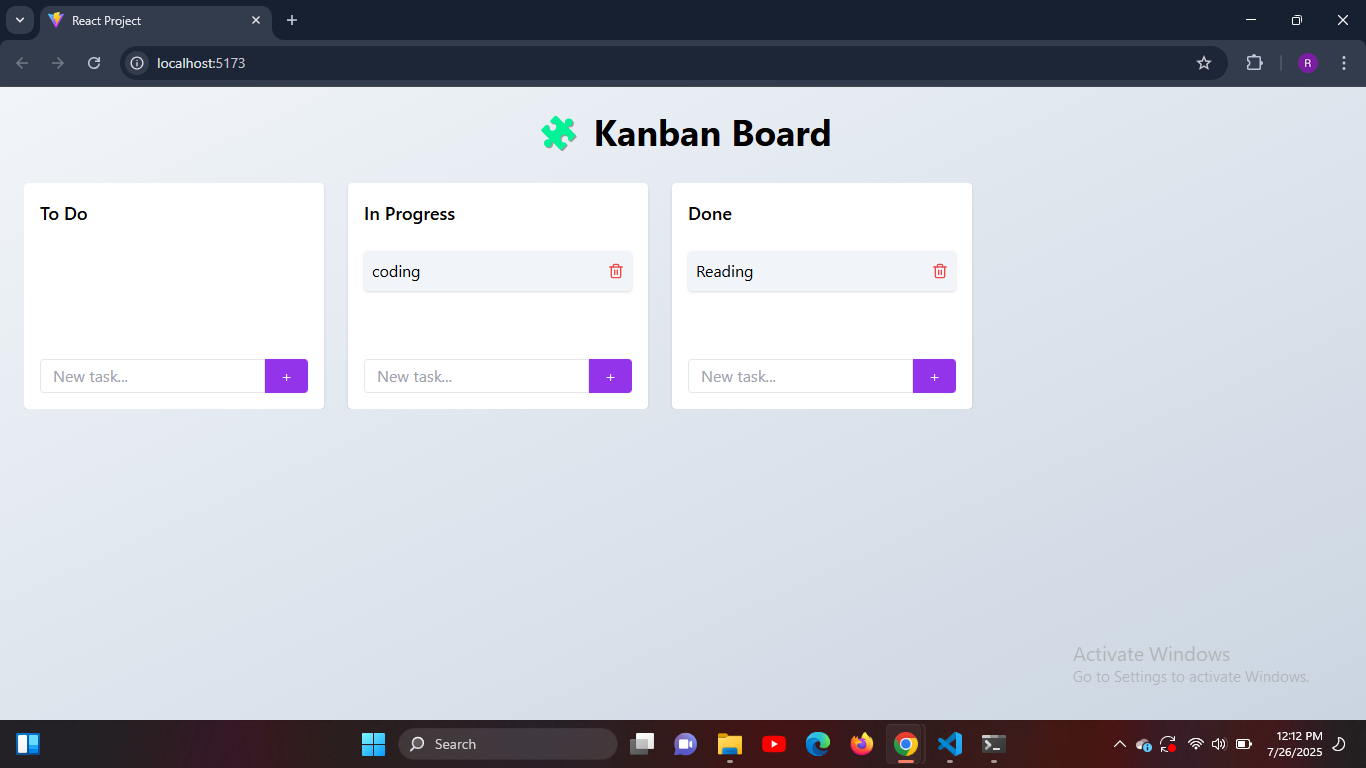 React Project
localhost:5173
R
Kanban Board
To Do
In Progress
Done
coding
Reading
New task...
+
New task...
+
New task...
+
Activate Windows
Go to Settings to activate Windows.
Search
12:12 PM
7/26/2025